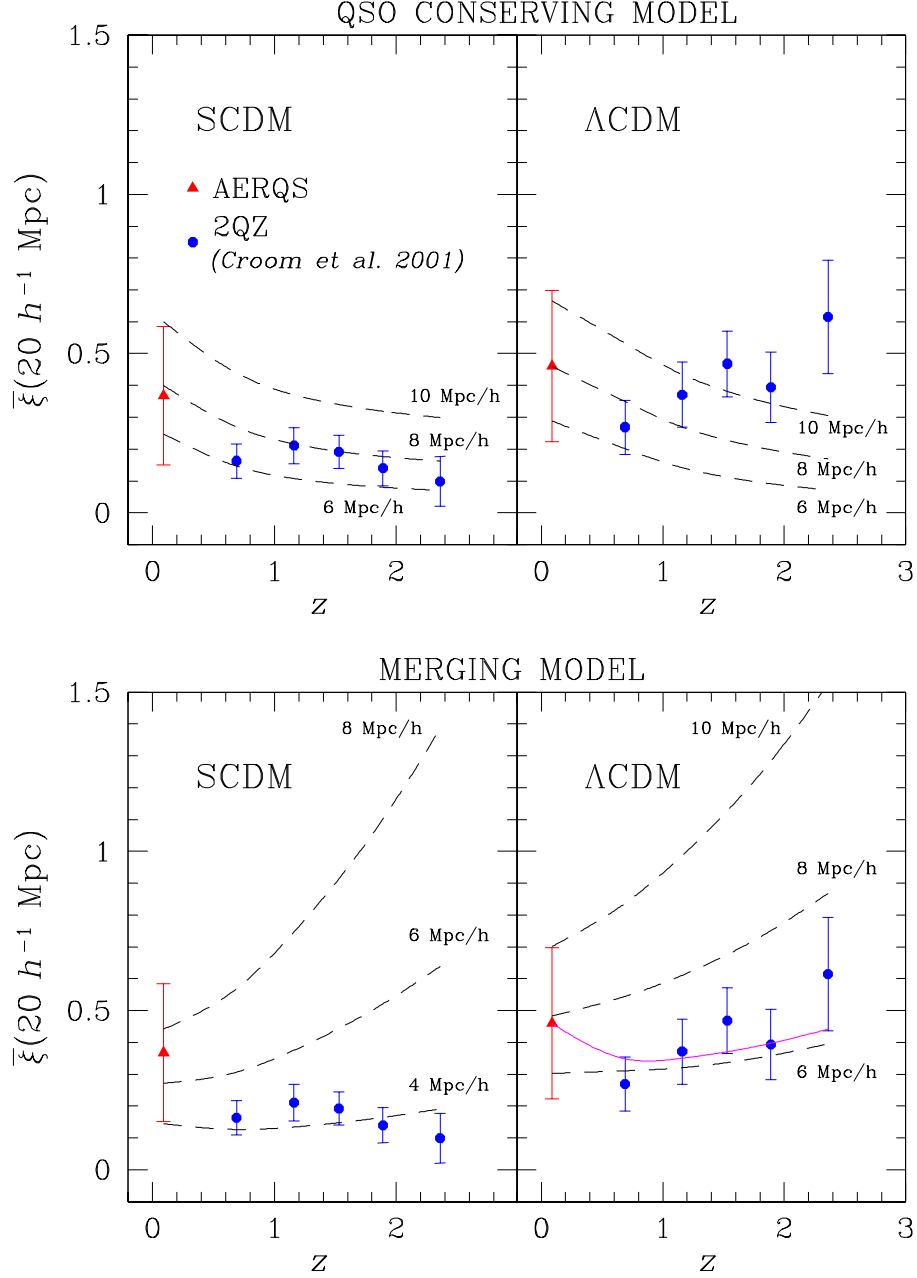 QSO CONSERVING MODEL
SCDM
ΛCDM
▲ AERQS
● 2QZ
(Croom et al. 2001)
10 Mpc/h
8 Mpc/h
6 Mpc/h
10 Mpc/h
8 Mpc/h
6 Mpc/h
ξ̅(20 h⁻¹ Mpc)
1.5
1
0.5
0
0 1 2 0 1 2 3
z z
MERGING MODEL
8 Mpc/h
10 Mpc/h
SCDM
ΛCDM
8 Mpc/h
6 Mpc/h
4 Mpc/h
6 Mpc/h
ξ̅(20 h⁻¹ Mpc)
1.5
1
0.5
0
0 1 2 0 1 2 3
z z